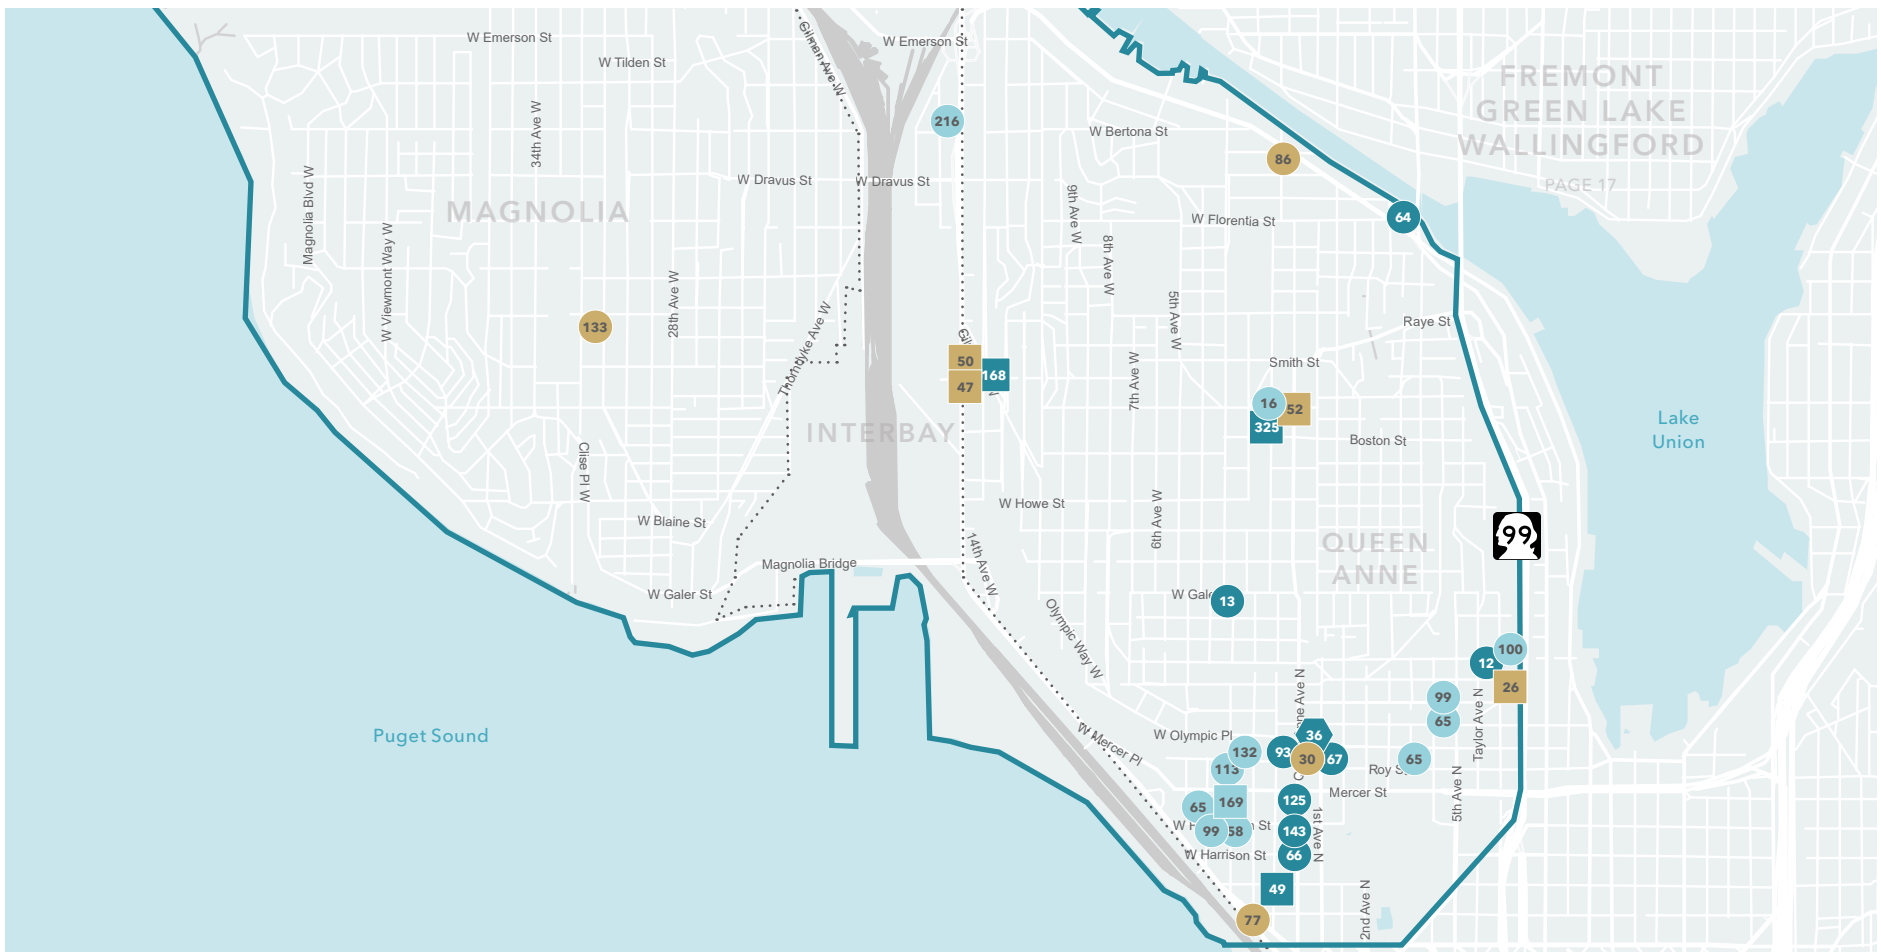 W Emerson St
W Emerson St
W Tilden St
Gilman Ave W
FREMONT
GREEN LAKE
WALLINGFORD
PAGE 17
34th Ave W
216
W Bertona St
86
W Dravus St
W Dravus St
Magnolia Blvd W
MAGNOLIA
9th Ave W
W Florentia St
64
W Viewmont Way W
8th Ave W
28th Ave W
5th Ave W
133
Thorndyke Ave W
Raye St
50
168
47
7th Ave W
Smith St
16
52
325
Lake
Union
INTERBAY
Boston St
Clise Pl W
W Howe St
6th Ave W
W Blaine St
99
QUEEN
ANNE
14th Ave W
Magnolia Bridge
W Galer St
13
Olympic Way W
100
12
26
99
65
Taylor Ave N
Puget Sound
W Mercer Pl
W Olympic Pl
132
93
36
30
67
113
65
5th Ave N
Mercer St
65
169
125
1st Ave N
99
58
143
W Harrison St
66
49
2nd Ave N
77